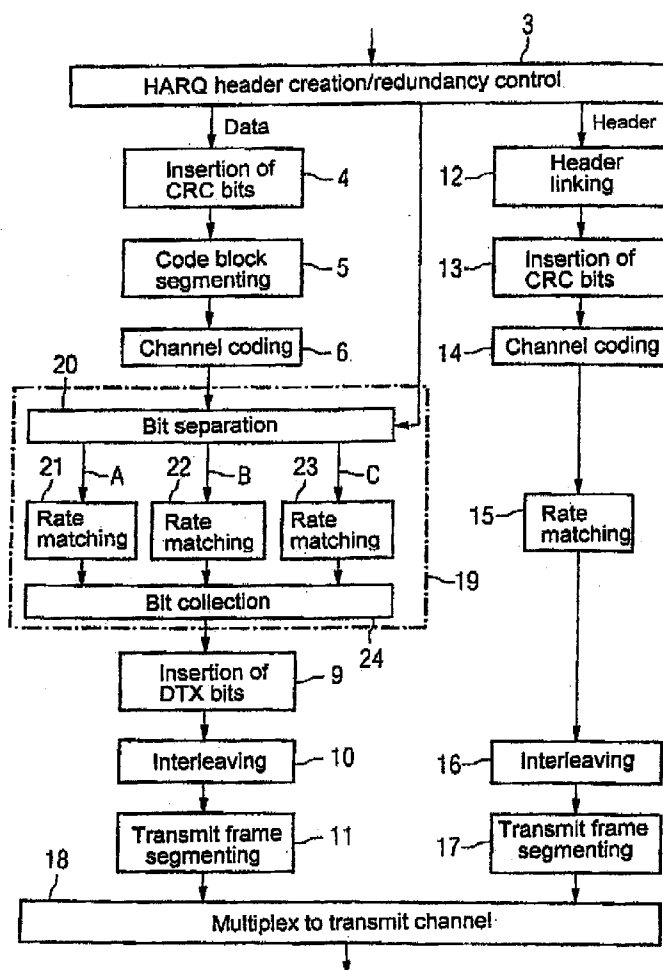 3
HARQ header creation/redundancy control
Data
Header
Insertion of
CRC bits
4
12
Header
linking
Code block
segmenting
5
13
Insertion of
CRC bits
Channel coding
6
14
Channel coding
20
Bit separation
21
A
22
B
23
C
Rate
matching
Rate
matching
Rate
matching
15
Rate
matching
Bit collection
19
24
Insertion of
DTX bits
9
Interleaving
10
16
Interleaving
Transmit frame
segmenting
11
17
Transmit frame
segmenting
18
Multiplex to transmit channel